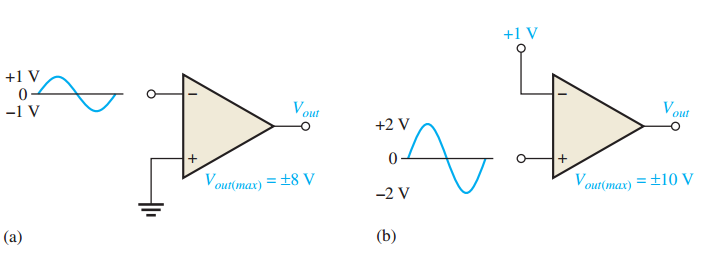 +1 V
0
−1 V
−
+
V_out
V_out(max) = ±8 V
(a)
+1 V
+2 V
0
−2 V
−
+
V_out
V_out(max) = ±10 V
(b)